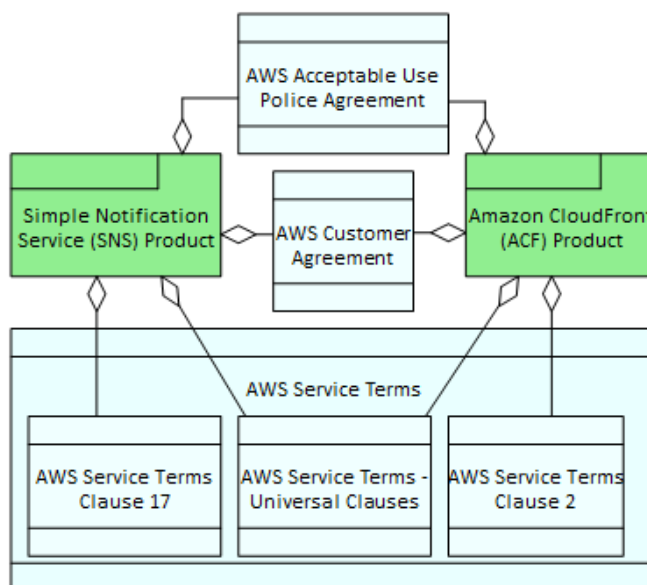 AWS Acceptable Use
Police Agreement
Simple Notification
Service (SNS) Product
AWS Customer
Agreement
Amazon CloudFront
(ACF) Product
AWS Service Terms
AWS Service Terms
Clause 17
AWS Service Terms -
Universal Clauses
AWS Service Terms
Clause 2